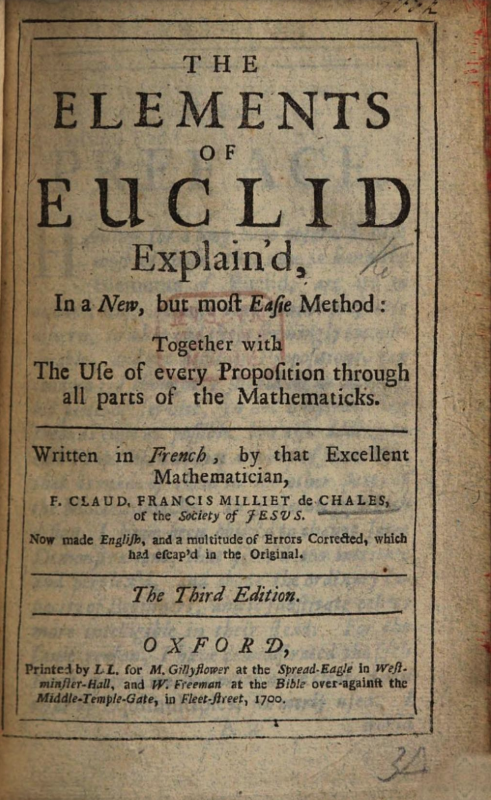 THE
ELEMENTS
OF
EUCLID
Explain'd,
In a New, but moſt Eaſie Method:
Together with
The Uſe of every Propoſition through
all parts of the Mathematicks.
Written in French, by that Excellent
Mathematician,
F. CLAUD. FRANCIS MILLIET de CHALES,
of the Society of JESVS.
Now made Engliſh, and a multitude of Errors Corrected, which
had eſcap'd in the Original.
The Third Edition.
OXFORD,
Printed by L.L. for M. Gillyflower at the Spread-Eagle in Weſt-
minſter-Hall, and W. Freeman at the Bible over-againſt the
Middle-Temple-Gate, in Fleet-ſtreet, 1700.